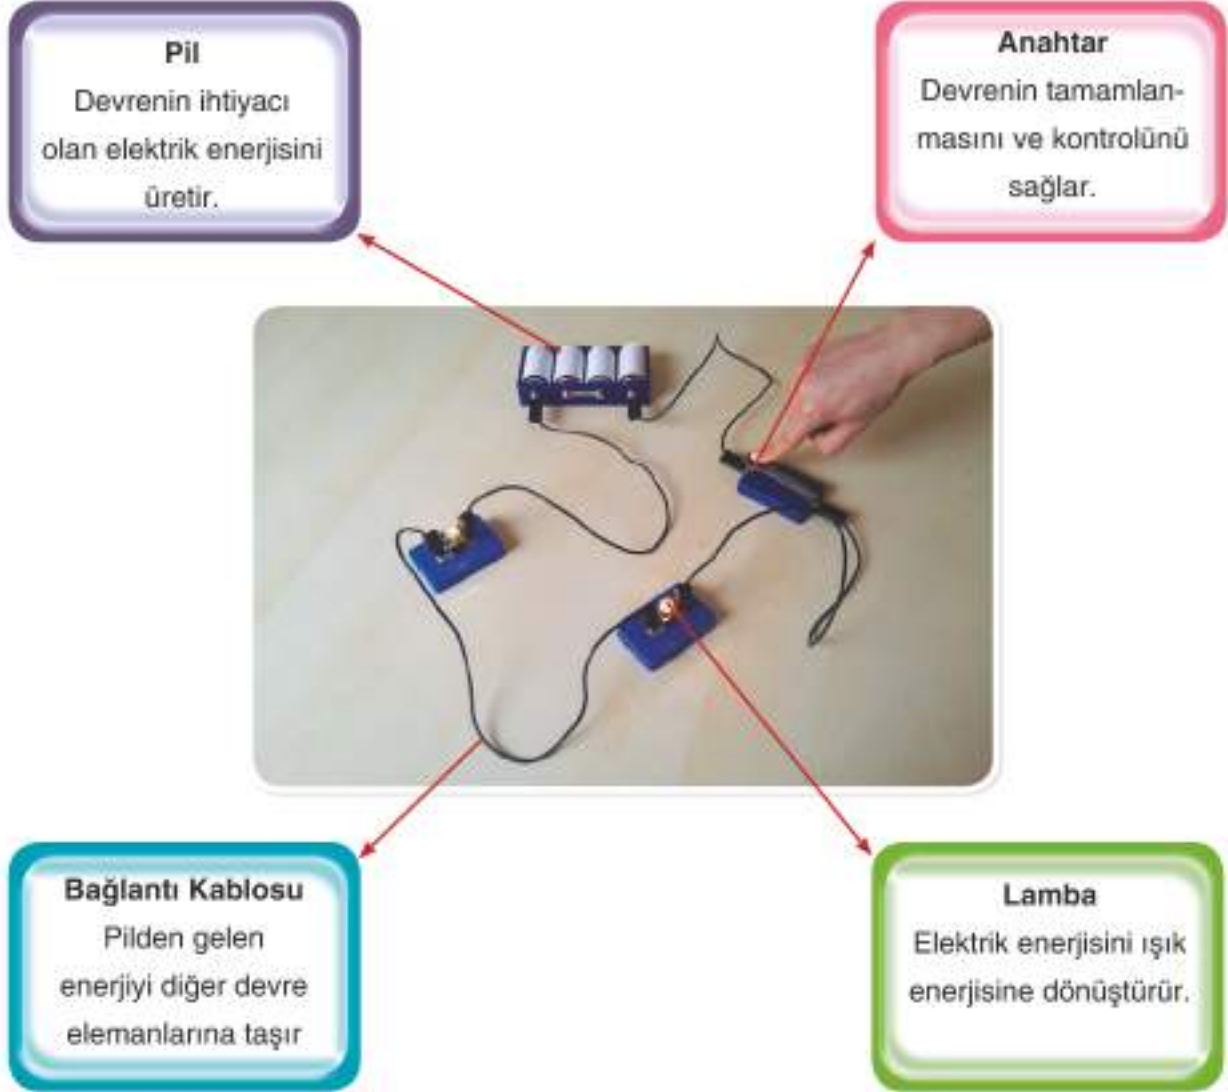 Pil
Devrenin ihtiyacı
olan elektrik enerjisini
üretir.
Anahtar
Devrenin tamamlan-
masını ve kontrolünü
sağlar.
Bağlantı Kablosu
Pilden gelen
enerjiyi diğer devre
elemanlarına taşır
Lamba
Elektrik enerjisini ışık
enerjisine dönüştürür.